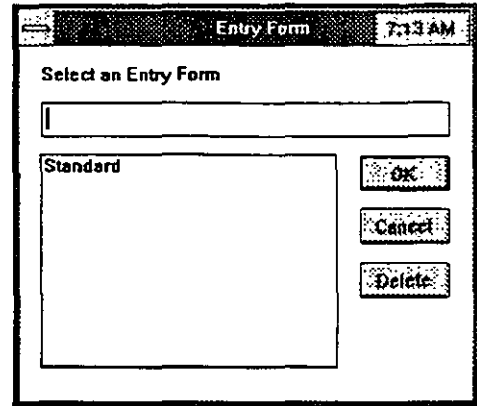 Entry Form 7:13 AM
Select an Entry Form
Standard
OK
Cancel
Delete